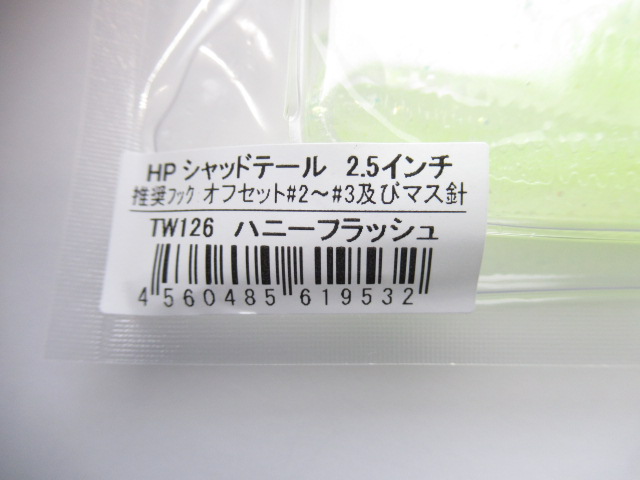 HPシャッドテール 2.5インチ
推奨フック オフセット#2～#3及びマス針
TW126 ハニーフラッシュ
4 560485 619532